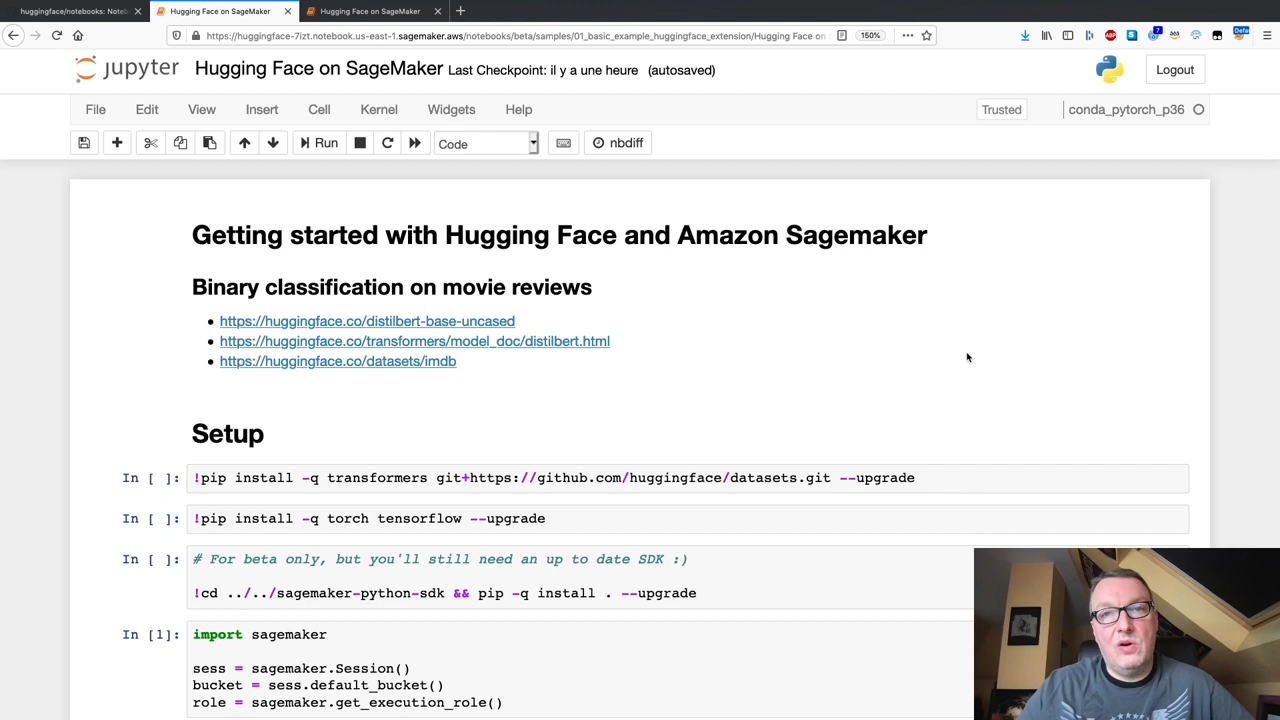 huggingface/notebooks: Noteb
Hugging Face on SageMaker
Hugging Face on SageMaker
https://huggingface-7izt.notebook.us-east-1.sagemaker.aws/notebooks/beta/samples/01_basic_example_huggingface_extension/Hugging Face on
150%
7
Defa
jupyter
Hugging Face on SageMaker Last Checkpoint: il y a une heure (autosaved)
Logout
File Edit View Insert Cell Kernel Widgets Help
Trusted
conda_pytorch_p36
Run
Code
nbdiff
Getting started with Hugging Face and Amazon Sagemaker
Binary classification on movie reviews
https://huggingface.co/distilbert-base-uncased
https://huggingface.co/transformers/model_doc/distilbert.html
https://huggingface.co/datasets/imdb
Setup
In [ ]: !pip install -q transformers git+https://github.com/huggingface/datasets.git --upgrade
In [ ]: !pip install -q torch tensorflow --upgrade
In [ ]: # For beta only, but you'll still need an up to date SDK :)
!cd ../../sagemaker-python-sdk && pip -q install . --upgrade
In [1]: import sagemaker
sess = sagemaker.Session()
bucket = sess.default_bucket()
role = sagemaker.get_execution_role()